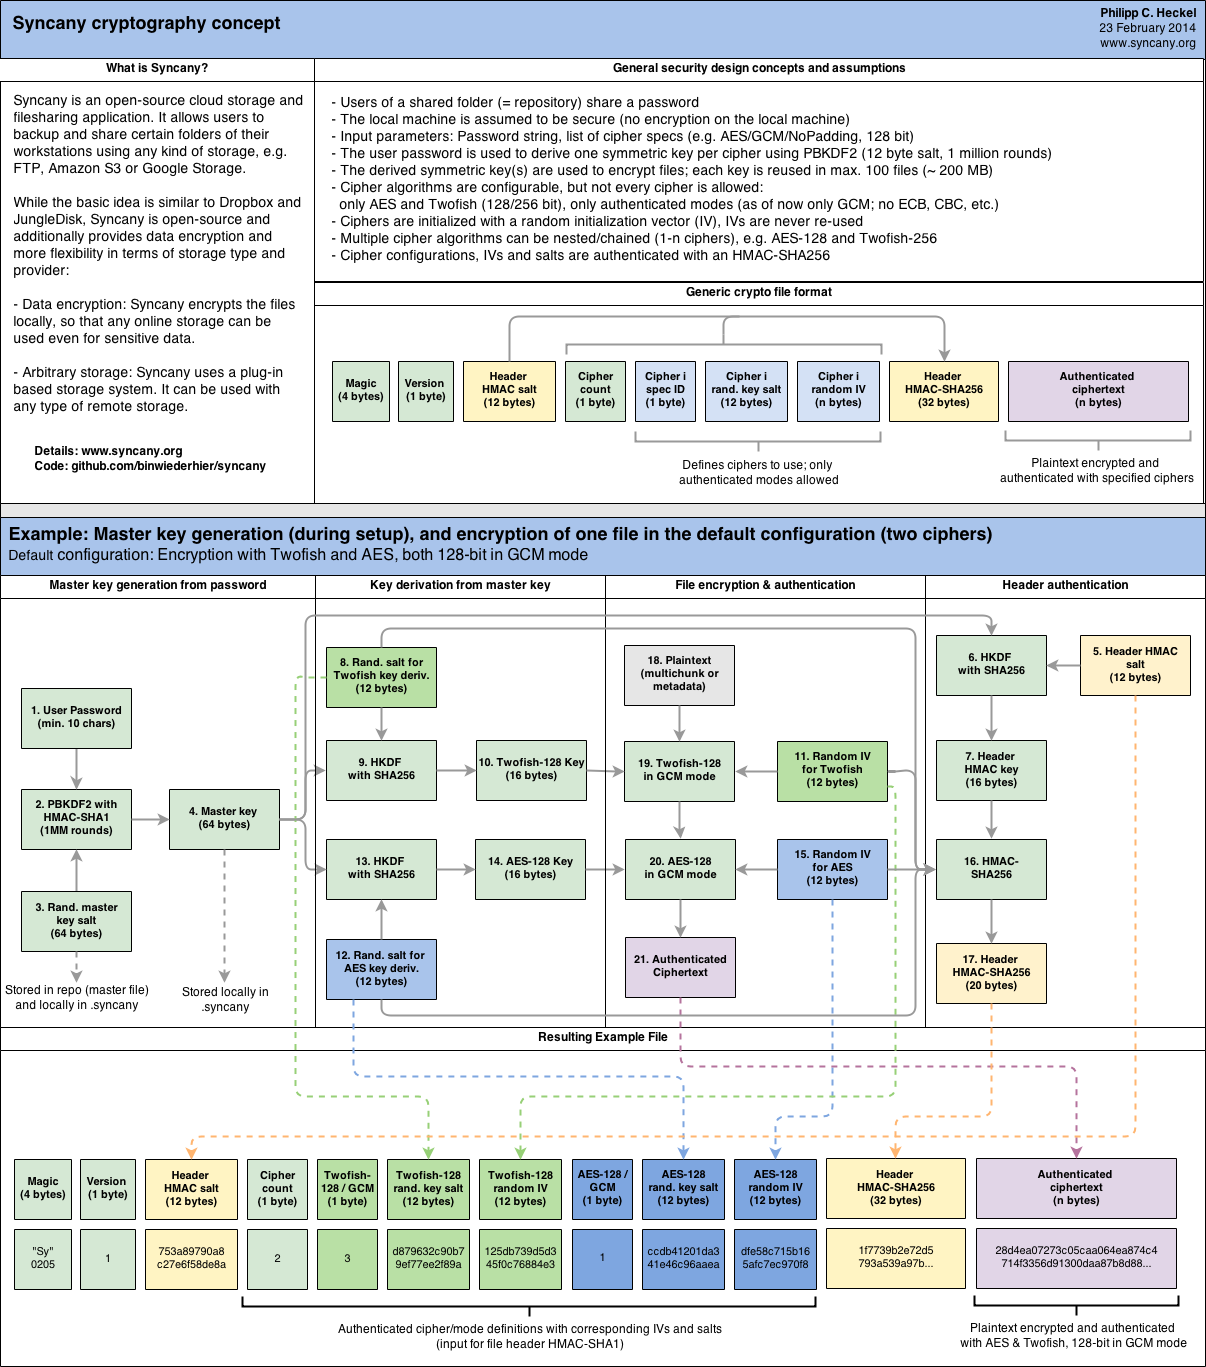 Syncany cryptography concept
Philipp C. Heckel
23 February 2014
www.syncany.org
What is Syncany?
Syncany is an open-source cloud storage and
filesharing application. It allows users to
backup and share certain folders of their
workstations using any kind of storage, e.g.
FTP, Amazon S3 or Google Storage.
While the basic idea is similar to Dropbox and
JungleDisk, Syncany is open-source and
additionally provides data encryption and
more flexibility in terms of storage type and
provider:
- Data encryption: Syncany encrypts the files
locally, so that any online storage can be
used even for sensitive data.
- Arbitrary storage: Syncany uses a plug-in
based storage system. It can be used with
any type of remote storage.
Details: www.syncany.org
Code: github.com/binwiederhier/syncany
General security design concepts and assumptions
- Users of a shared folder (= repository) share a password
- The local machine is assumed to be secure (no encryption on the local machine)
- Input parameters: Password string, list of cipher specs (e.g. AES/GCM/NoPadding, 128 bit)
- The user password is used to derive one symmetric key per cipher using PBKDF2 (12 byte salt, 1 million rounds)
- The derived symmetric key(s) are used to encrypt files; each key is reused in max. 100 files (~ 200 MB)
- Cipher algorithms are configurable, but not every cipher is allowed:
only AES and Twofish (128/256 bit), only authenticated modes (as of now only GCM; no ECB, CBC, etc.)
- Ciphers are initialized with a random initialization vector (IV), IVs are never re-used
- Multiple cipher algorithms can be nested/chained (1-n ciphers), e.g. AES-128 and Twofish-256
- Cipher configurations, IVs and salts are authenticated with an HMAC-SHA256
Generic crypto file format
Magic
(4 bytes)
Version
(1 byte)
Header
HMAC salt
(12 bytes)
Cipher
count
(1 byte)
Cipher i
spec ID
(1 byte)
Cipher i
rand. key salt
(12 bytes)
Cipher i
random IV
(n bytes)
Header
HMAC-SHA256
(32 bytes)
Authenticated
ciphertext
(n bytes)
Defines ciphers to use; only
authenticated modes allowed
Plaintext encrypted and
authenticated with specified ciphers
Example: Master key generation (during setup), and encryption of one file in the default configuration (two ciphers)
Default configuration: Encryption with Twofish and AES, both 128-bit in GCM mode
Master key generation from password
Key derivation from master key
File encryption & authentication
Header authentication
1. User Password
(min. 10 chars)
2. PBKDF2 with
HMAC-SHA1
(1MM rounds)
3. Rand. master
key salt
(64 bytes)
4. Master key
(64 bytes)
Stored in repo (master file)
and locally in .syncany
Stored locally in
.syncany
8. Rand. salt for
Twofish key deriv.
(12 bytes)
9. HKDF
with SHA256
10. Twofish-128 Key
(16 bytes)
13. HKDF
with SHA256
14. AES-128 Key
(16 bytes)
12. Rand. salt for
AES key deriv.
(12 bytes)
18. Plaintext
(multichunk or
metadata)
19. Twofish-128
in GCM mode
11. Random IV
for Twofish
(12 bytes)
20. AES-128
in GCM mode
15. Random IV
for AES
(12 bytes)
21. Authenticated
Ciphertext
6. HKDF
with SHA256
5. Header HMAC
salt
(12 bytes)
7. Header
HMAC key
(16 bytes)
16. HMAC-
SHA256
17. Header
HMAC-SHA256
(20 bytes)
Resulting Example File
Magic
(4 bytes)
Version
(1 byte)
Header
HMAC salt
(12 bytes)
Cipher
count
(1 byte)
Twofish-
128 / GCM
(1 byte)
Twofish-128
rand. key salt
(12 bytes)
Twofish-128
random IV
(12 bytes)
AES-128 /
GCM
(1 byte)
AES-128
rand. key salt
(12 bytes)
AES-128
random IV
(12 bytes)
Header
HMAC-SHA256
(32 bytes)
Authenticated
ciphertext
(n bytes)
"Sy"
0205
1
753a89790a8
c27e6f58de8a
2
3
d879632c90b7
9ef77ee2f89a
125db739d5d3
45f0c76884e3
1
ccdb41201da3
41e46c96aaea
dfe58c715b16
5afc7ec970f8
1f7739b2e72d5
793a539a97b...
28d4ea07273c05caa064ea874c4
714f3356d91300daa87b8d88...
Authenticated cipher/mode definitions with corresponding IVs and salts
(input for file header HMAC-SHA1)
Plaintext encrypted and authenticated
with AES & Twofish, 128-bit in GCM mode